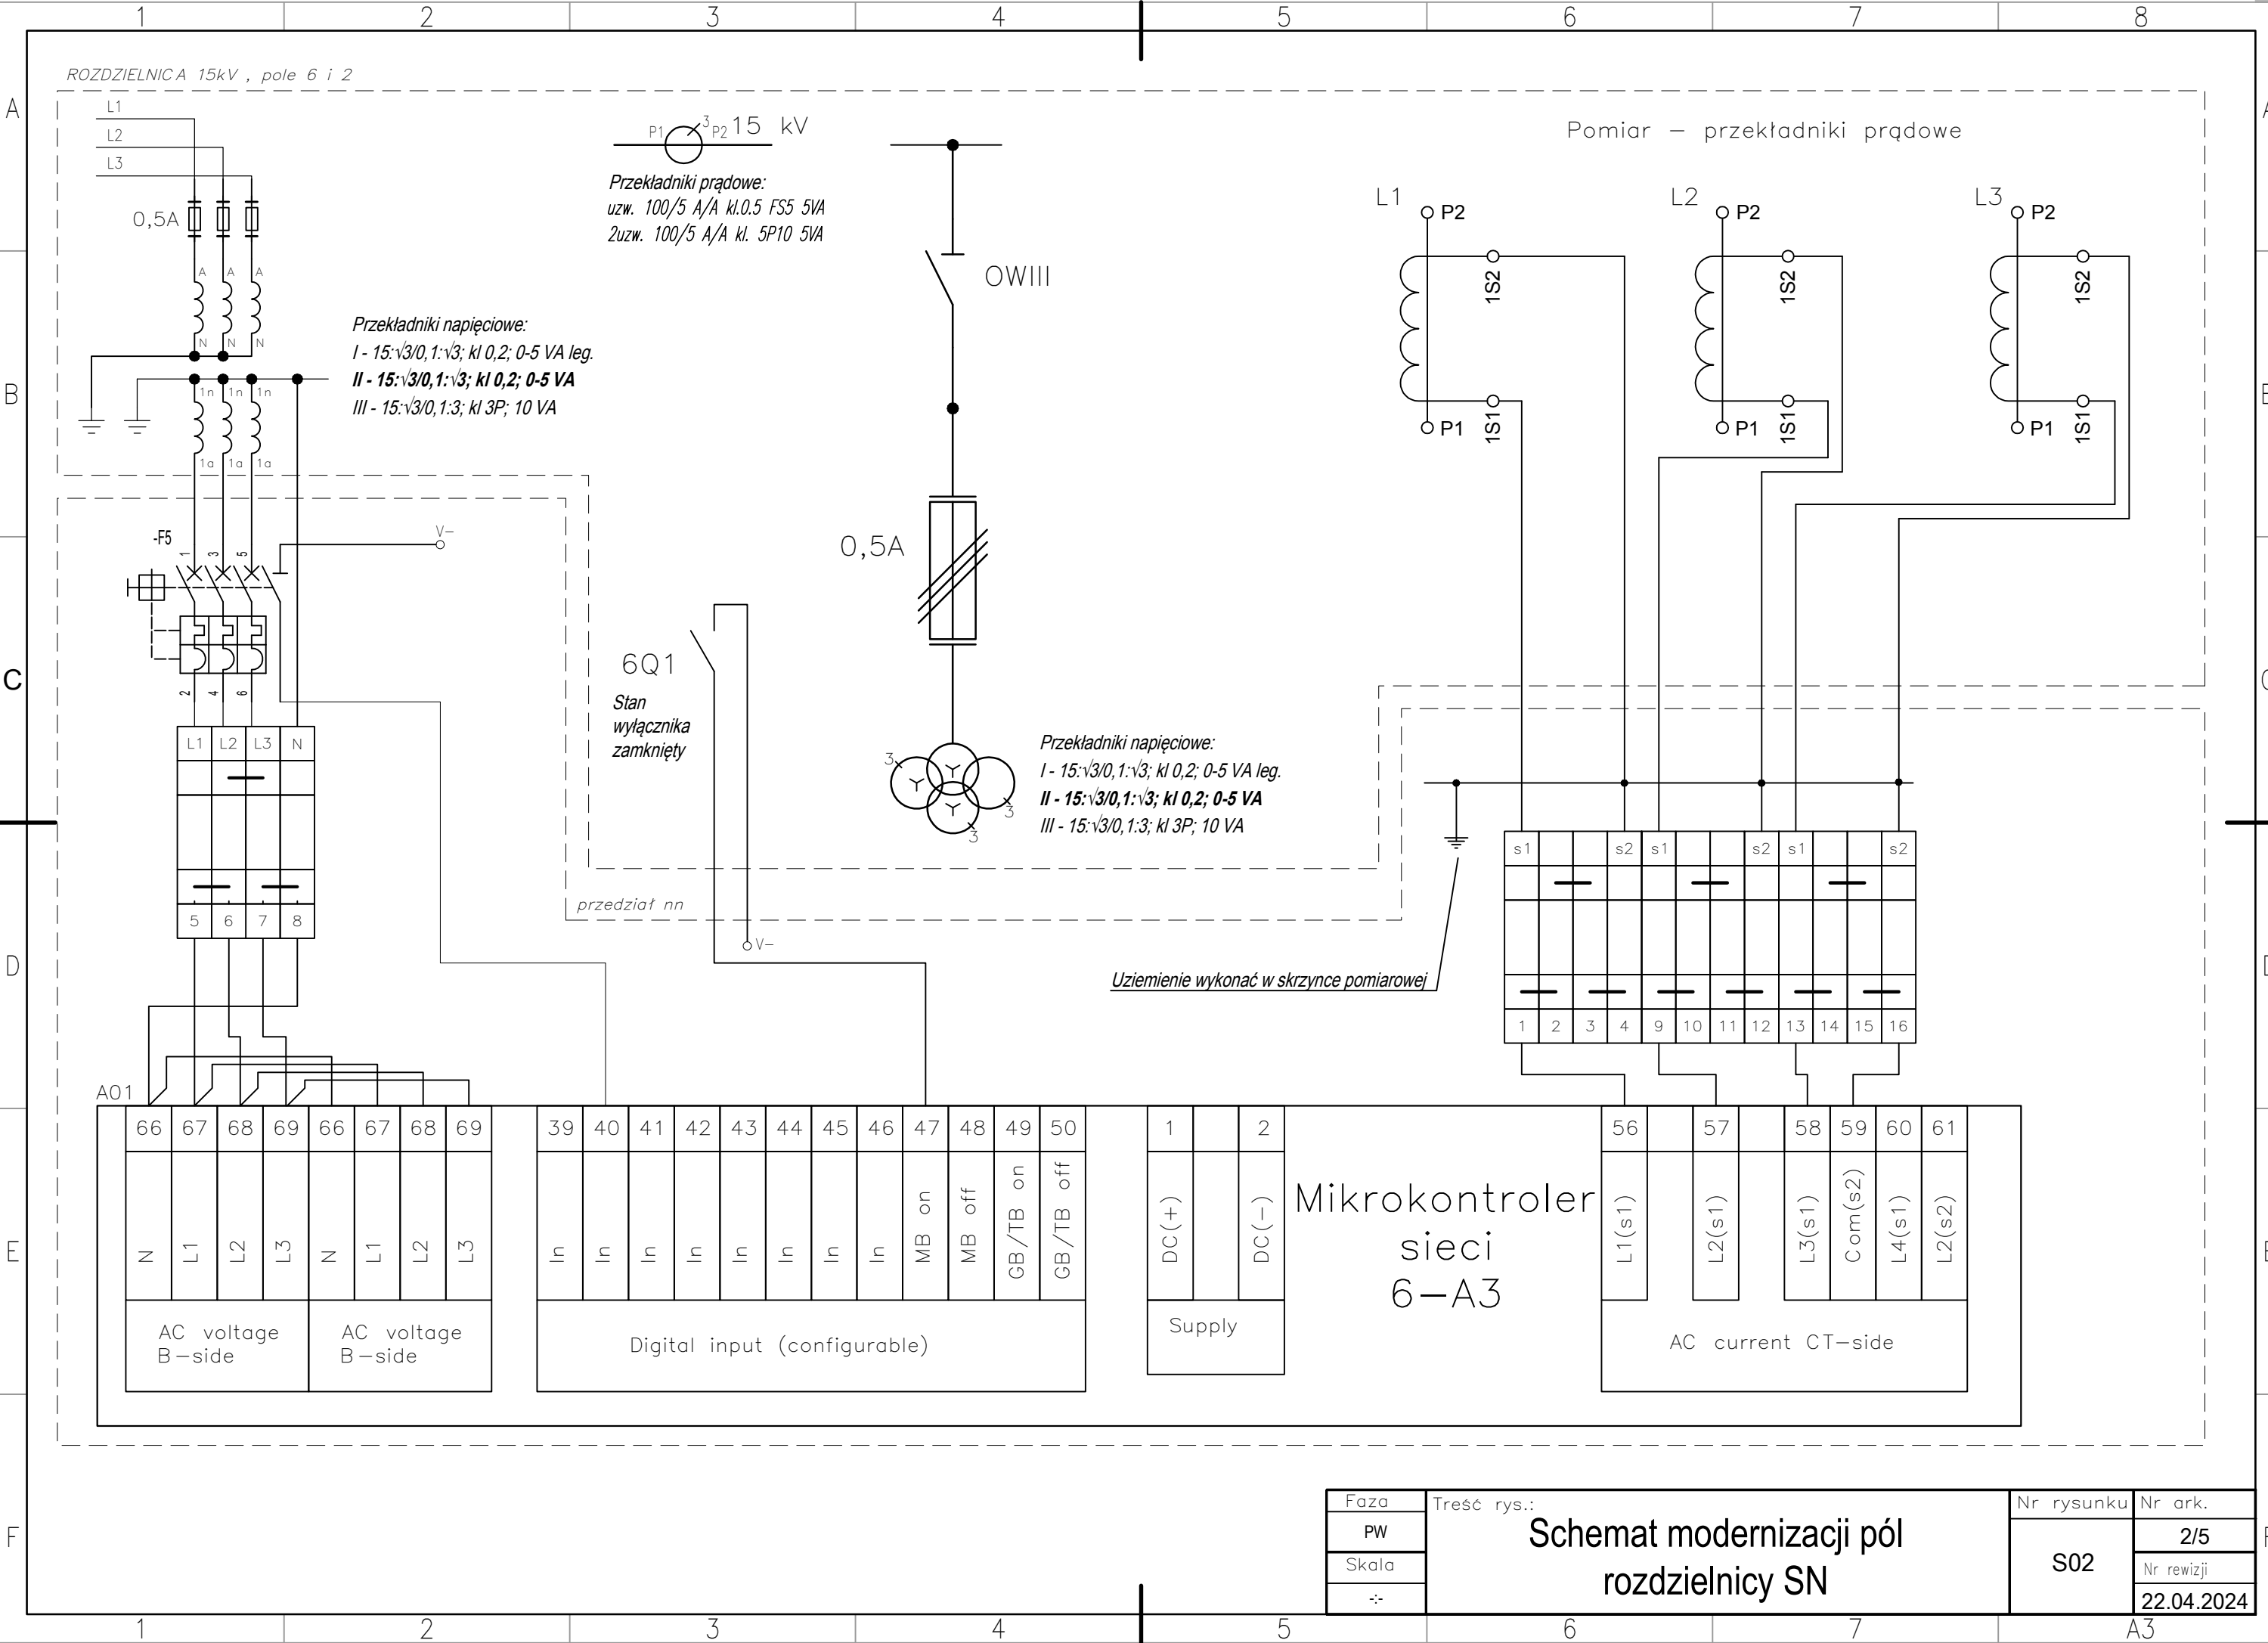 1 2 3 4 5 6 7 8
A
B
C
D
E
F
ROZDZIELNICA 15kV , pole 6 i 2
L1
L2
L3
0,5A
A A A
N N N
1n 1n 1n
1a 1a 1a
Przekładniki napięciowe:
I - 15:√3/0,1:√3; kl 0,2; 0-5 VA leg.
II - 15:√3/0,1:√3; kl 0,2; 0-5 VA
III - 15:√3/0,1:3; kl 3P; 10 VA
P1 3 P2 15 kV
Przekładniki prądowe:
uzw. 100/5 A/A kl.0.5 FS5 5VA
2uzw. 100/5 A/A kl. 5P10 5VA
OWIII
0,5A
3
3
3
Przekładniki napięciowe:
I - 15:√3/0,1:√3; kl 0,2; 0-5 VA leg.
II - 15:√3/0,1:√3; kl 0,2; 0-5 VA
III - 15:√3/0,1:3; kl 3P; 10 VA
Pomiar – przekładniki prądowe
L1 P2 L2 P2 L3 P2
1S2 1S2 1S2
P1 1S1 P1 1S1 P1 1S1
-F5
1 3 5
V-
2 4 6
L1 L2 L3 N
5 6 7 8
6Q1
Stan
wyłącznika
zamknięty
V-
przedział nn
Uziemienie wykonać w skrzynce pomiarowej
s1 s2 s1 s2 s1 s2
1 2 3 4 9 10 11 12 13 14 15 16
A01
66 67 68 69 66 67 68 69
N L1 L2 L3 N L1 L2 L3
AC voltage
B-side
AC voltage
B-side
39 40 41 42 43 44 45 46 47 48 49 50
In In In In In In In In MB on MB off GB/TB on GB/TB off
Digital input (configurable)
1 2
DC(+) DC(-)
Supply
Mikrokontroler
sieci
6-A3
56 57 58 59 60 61
L1(s1) L2(s1) L3(s1) Com(s2) L4(s1) L2(s2)
AC current CT-side
Faza
PW
Skala
-:-
Treść rys.:
Schemat modernizacji pól
rozdzielnicy SN
Nr rysunku
S02
Nr ark.
2/5
Nr rewizji
22.04.2024
1 2 3 4 5 6 7 A3